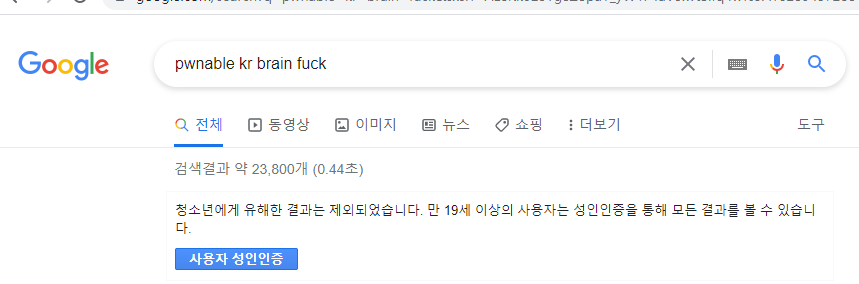 Google
pwnable kr brain fuck
전체 동영상 이미지 뉴스 쇼핑 더보기 도구
검색결과 약 23,800개 (0.44초)
청소년에게 유해한 결과는 제외되었습니다. 만 19세 이상의 사용자는 성인인증을 통해 모든 결과를 볼 수 있습니
다.
사용자 성인인증